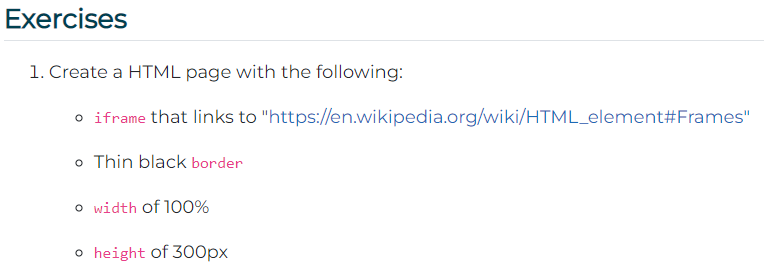 Exercises
1. Create a HTML page with the following:
iframe that links to "https://en.wikipedia.org/wiki/HTML_element#Frames"
Thin black border
width of 100%
height of 300px